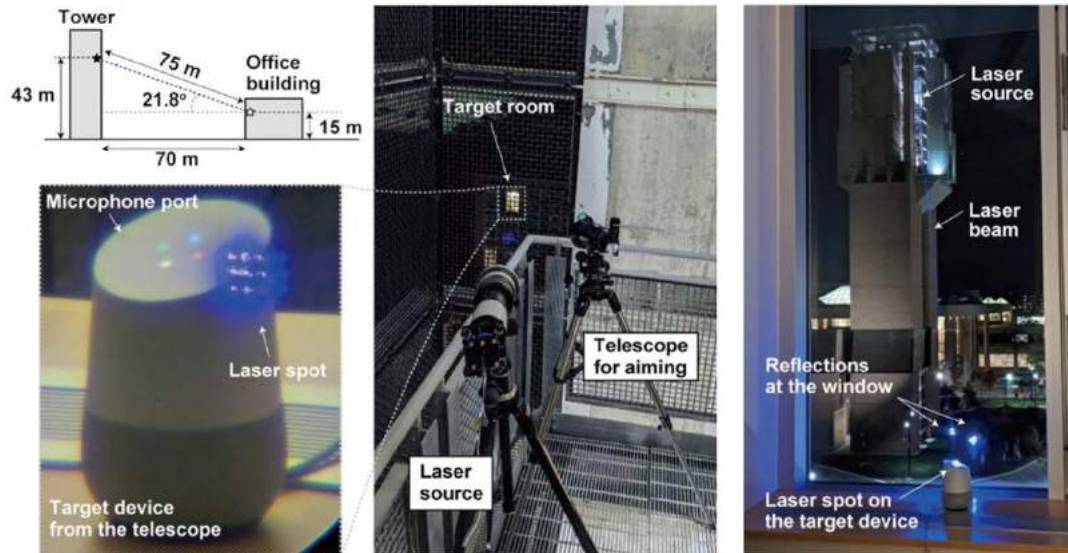 Tower
75 m
Office
building
43 m
21.8°
15 m
70 m
Microphone port
Laser spot
Target device
from the telescope
Target room
Telescope
for aiming
Laser
source
Laser
source
Laser
beam
Reflections
at the window
Laser spot on
the target device